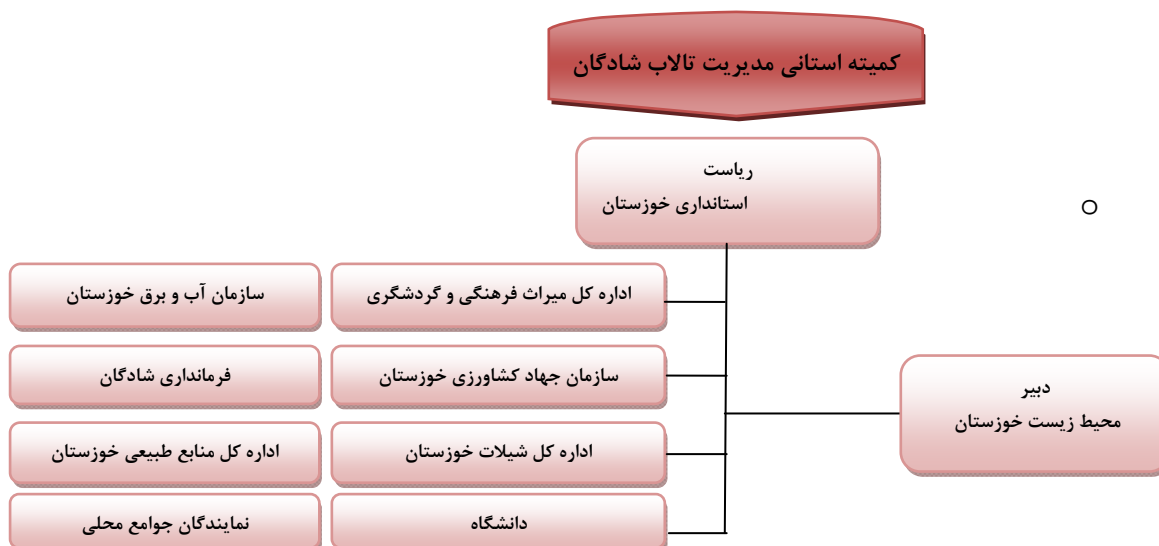 کمیته استانی مدیریت تالاب شادگان
ریاست
استانداری خوزستان
اداره کل میراث فرهنگی و گردشگری
سازمان آب و برق خوزستان
سازمان جهاد کشاورزی خوزستان
فرمانداری شادگان
دبیر
محیط زیست خوزستان
اداره کل شیلات خوزستان
اداره کل منابع طبیعی خوزستان
دانشگاه
نمایندگان جوامع محلی